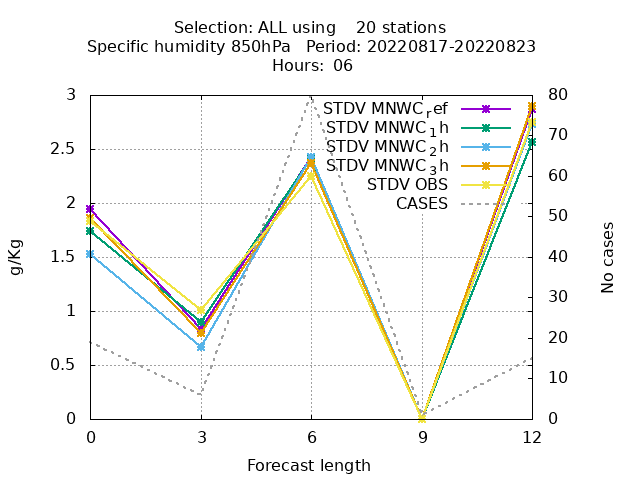 Selection: ALL using    20 stations
Specific humidity 850hPa   Period: 20220817-20220823
Hours:  06
STDV MNWC_ref
STDV MNWC_1h
STDV MNWC_2h
STDV MNWC_3h
STDV OBS
CASES
g/Kg
3
2.5
2
1.5
1
0.5
0
80
70
60
50
40
30
20
10
0
No cases
0 3 6 9 12
Forecast length